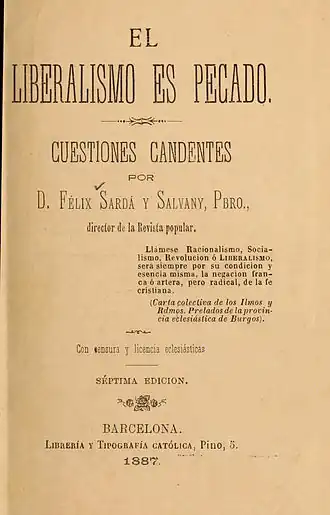 EL
LIBERALISMO ES PECADO.
CUESTIONES CANDENTES
POR
D. FÉLIX SARDÁ Y SALVANY, PBRO.,
director de la Revista popular.
Llámese Racionalismo, Socia-
lismo, Revolucion ó LIBERALISMO,
será siempre por su condicion y
esencia misma, la negacion fran-
ca ó artera, pero radical, de la fe
cristiana.
(Carta colectiva de los Ilmos y
Rdmos. Prelados de la provin-
cia eclesiástica de Burgos).
Con censura y licencia eclesiásticas
SÉPTIMA EDICION.
BARCELONA.
LIBRERÍA Y TIPOGRAFÍA CATÓLICA, Pino, 5.
1887.